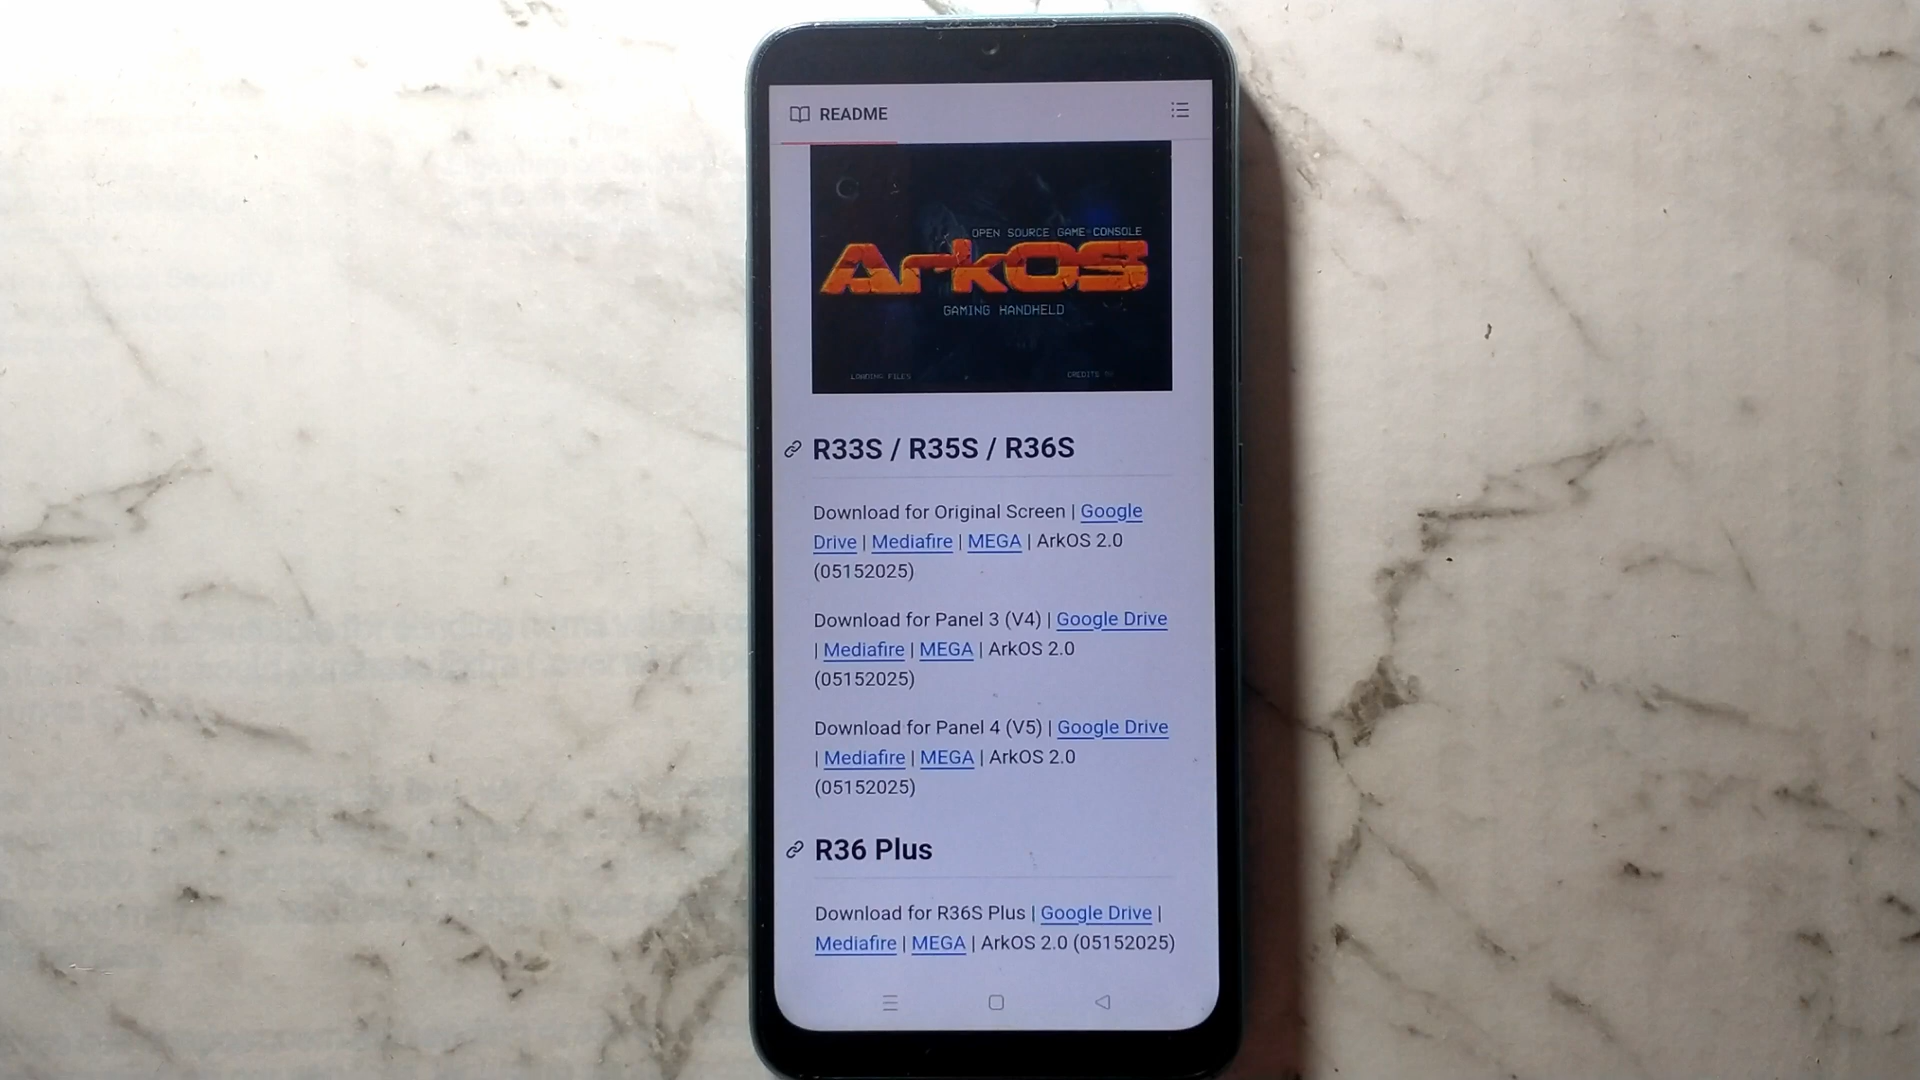 README
OPEN SOURCE GAME CONSOLE
ArkOS
GAMING HANDHELD
LOADING FILES
CREDITS
R33S / R35S / R36S
Download for Original Screen | Google
Drive | Mediafire | MEGA | ArkOS 2.0
(05152025)
Download for Panel 3 (V4) | Google Drive
| Mediafire | MEGA | ArkOS 2.0
(05152025)
Download for Panel 4 (V5) | Google Drive
| Mediafire | MEGA | ArkOS 2.0
(05152025)
R36 Plus
Download for R36S Plus | Google Drive |
Mediafire | MEGA | ArkOS 2.0 (05152025)